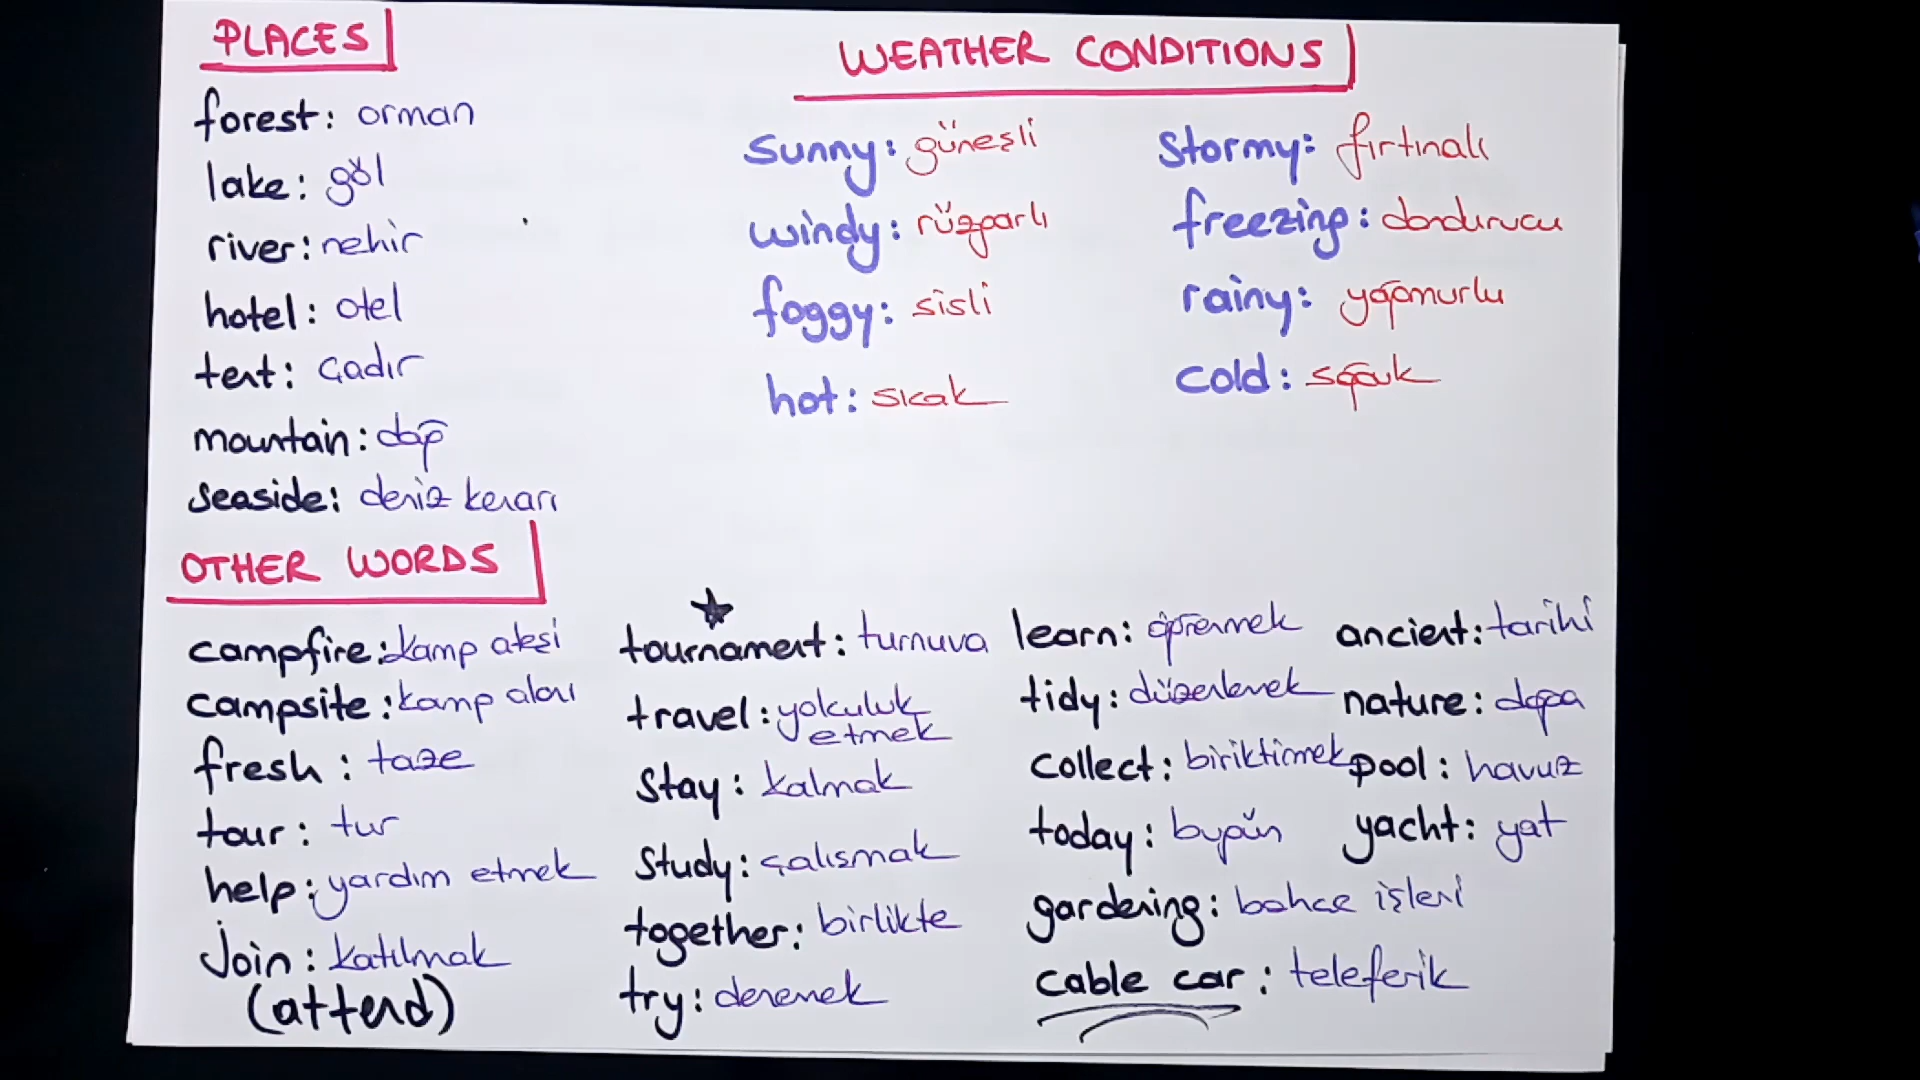 PLACES
forest: orman
lake: göl
river: nehir
hotel: otel
tent: çadır
mountain: dağ
seaside: deniz kenarı
WEATHER CONDITIONS
sunny: güneşli
windy: rüzgarlı
foggy: sisli
hot: sıcak
stormy: fırtınalı
freezing: dondurucu
rainy: yağmurlu
cold: soğuk
OTHER WORDS
campfire: kamp ateşi
campsite: kamp alanı
fresh: taze
tour: tur
help: yardım etmek
join: katılmak
(attend)
tournament: turnuva
travel: yolculuk
etmek
stay: kalmak
study: çalışmak
together: birlikte
try: denemek
learn: öğrenmek
tidy: düzenlemek
collect: biriktirmek
today: bugün
gardening: bahçe işleri
cable car: teleferik
ancient: tarihi
nature: doğa
pool: havuz
yacht: yat